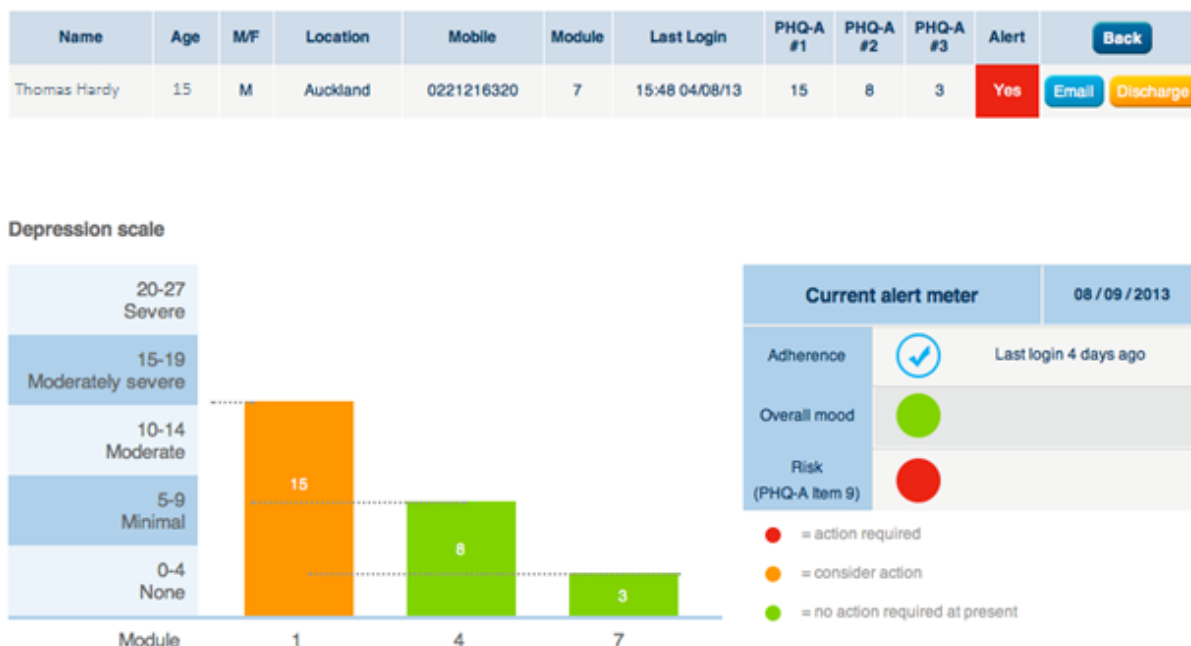 Name Age M/F Location Mobile Module Last Login PHQ-A #1 PHQ-A #2 PHQ-A #3 Alert Back
Thomas Hardy 15 M Auckland 0221216320 7 15:48 04/08/13 15 8 3 Yes Email Discharge
Depression scale
20-27
Severe
15-19
Moderately severe
10-14
Moderate
5-9
Minimal
0-4
None
15
8
3
Module 1 4 7
Current alert meter 08/09/2013
Adherence Last login 4 days ago
Overall mood
Risk
(PHQ-A Item 9)
= action required
= consider action
= no action required at present